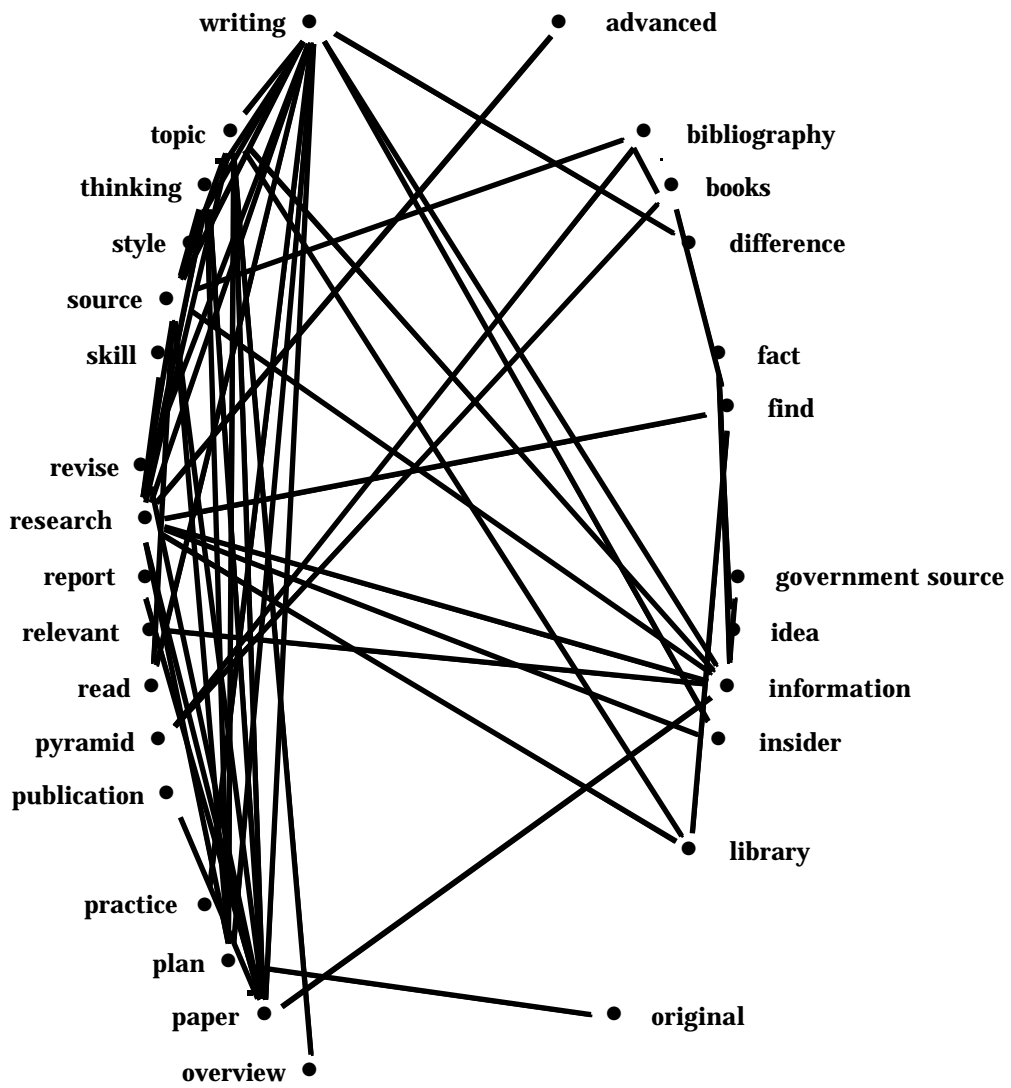 writing
advanced
topic
bibliography
thinking
books
style
difference
source
skill
fact
find
revise
research
report
government source
relevant
idea
read
information
pyramid
insider
publication
library
practice
plan
paper
original
overview